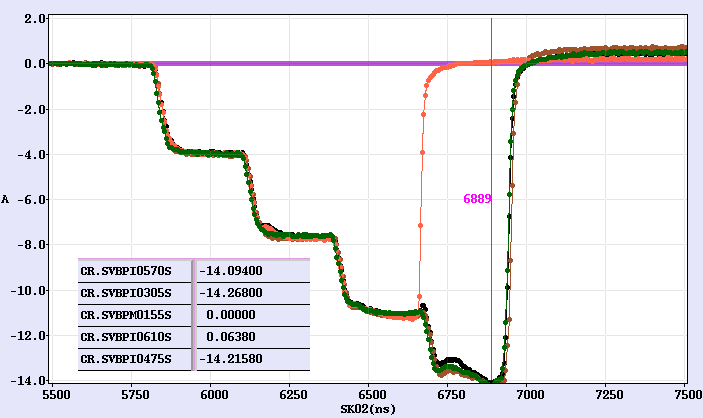 2.0
0.0
-2.0
-4.0
A
6889
-6.0
-8.0
CR.SVBPI0570S -14.09400
CR.SVBPI0305S -14.26800
-10.0
CR.SVBPM0155S 0.00000
CR.SVBPI0610S 0.06380
-12.0
CR.SVBPI0475S -14.21580
-14.0
5500 5750 6000 6250 6500 6750 7000 7250 7500
SK02(ns)